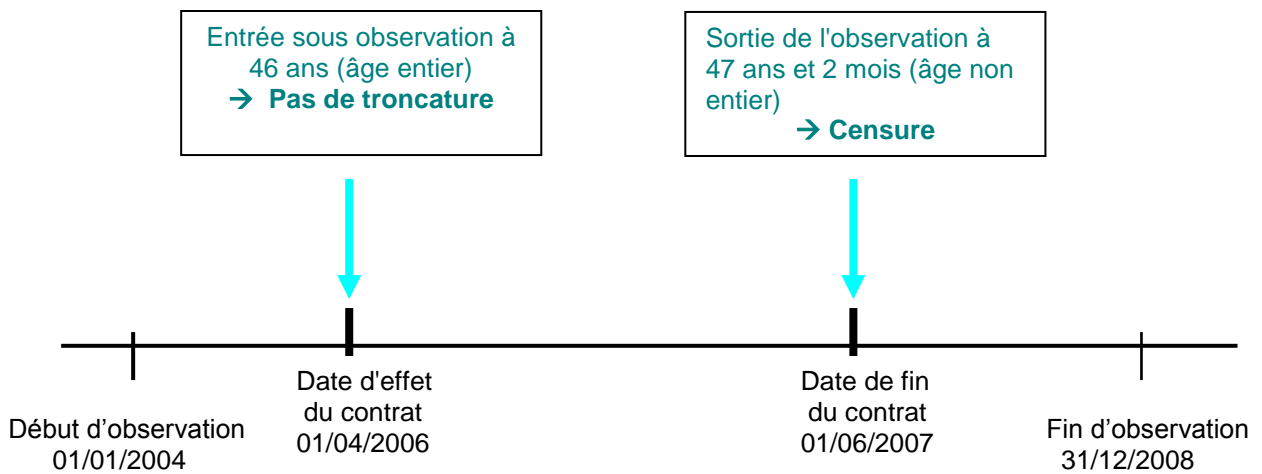 Entrée sous observation à
46 ans (âge entier)
→ Pas de troncature
Sortie de l'observation à
47 ans et 2 mois (âge non
entier)
→ Censure
Début d’observation
01/01/2004
Date d'effet
du contrat
01/04/2006
Date de fin
du contrat
01/06/2007
Fin d’observation
31/12/2008